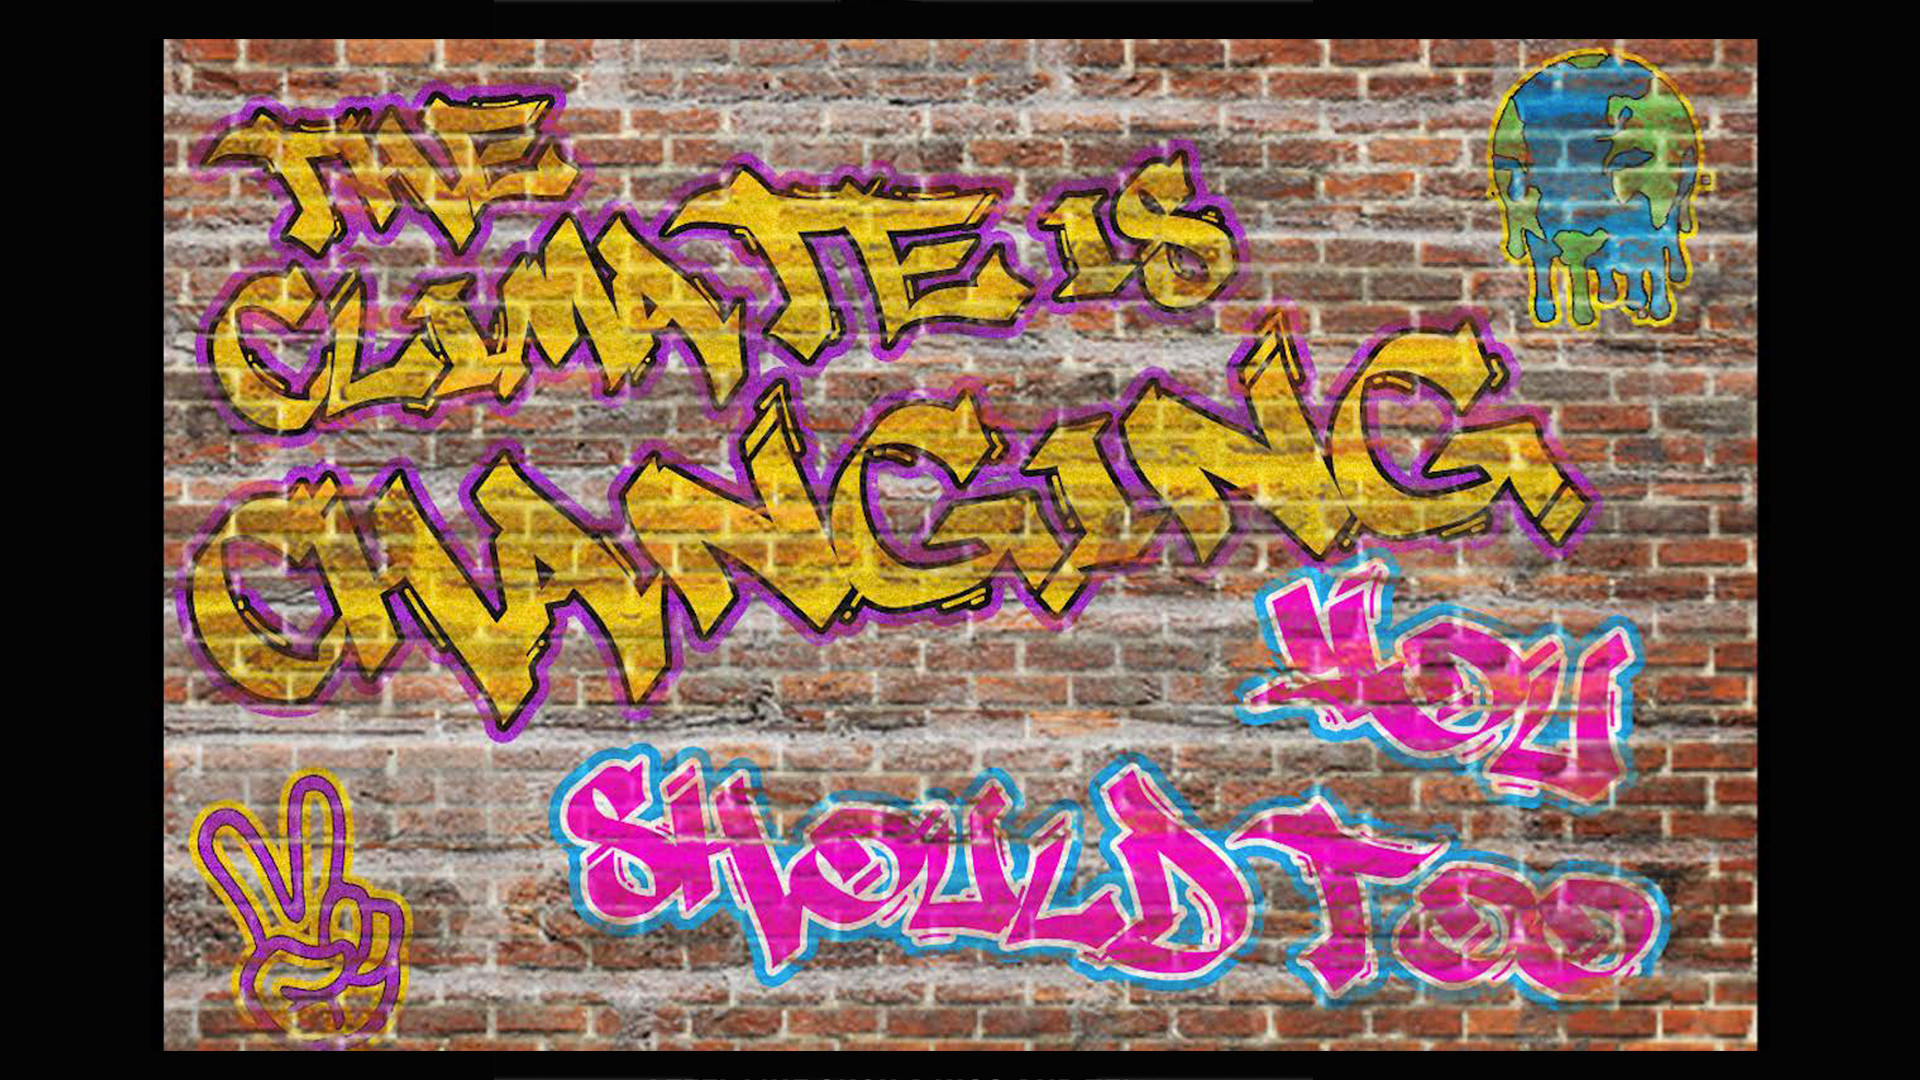 THE
CLIMATE IS
CHANGING
YOU
SHOULD TOO